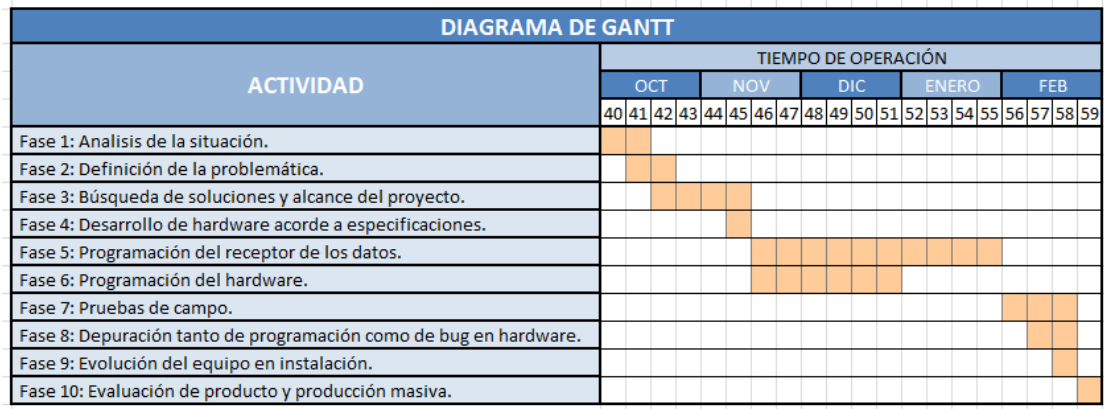 DIAGRAMA DE GANTT
ACTIVIDAD
TIEMPO DE OPERACIÓN
OCT NOV DIC ENERO FEB
40 41 42 43 44 45 46 47 48 49 50 51 52 53 54 55 56 57 58 59
Fase 1: Analisis de la situación.
Fase 2: Definición de la problemática.
Fase 3: Búsqueda de soluciones y alcance del proyecto.
Fase 4: Desarrollo de hardware acorde a especificaciones.
Fase 5: Programación del receptor de los datos.
Fase 6: Programación del hardware.
Fase 7: Pruebas de campo.
Fase 8: Depuración tanto de programación como de bug en hardware.
Fase 9: Evolución del equipo en instalación.
Fase 10: Evaluación de producto y producción masiva.